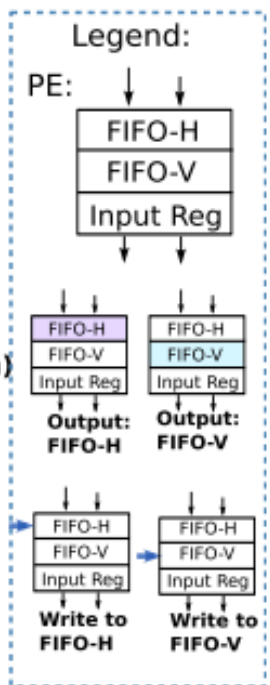 Legend:
PE:
FIFO-H
FIFO-V
Input Reg
FIFO-H
FIFO-V
Input Reg
Output:
FIFO-H
FIFO-H
FIFO-V
Input Reg
Output:
FIFO-V
)
FIFO-H
FIFO-V
Input Reg
Write to
FIFO-H
FIFO-H
FIFO-V
Input Reg
Write to
FIFO-V